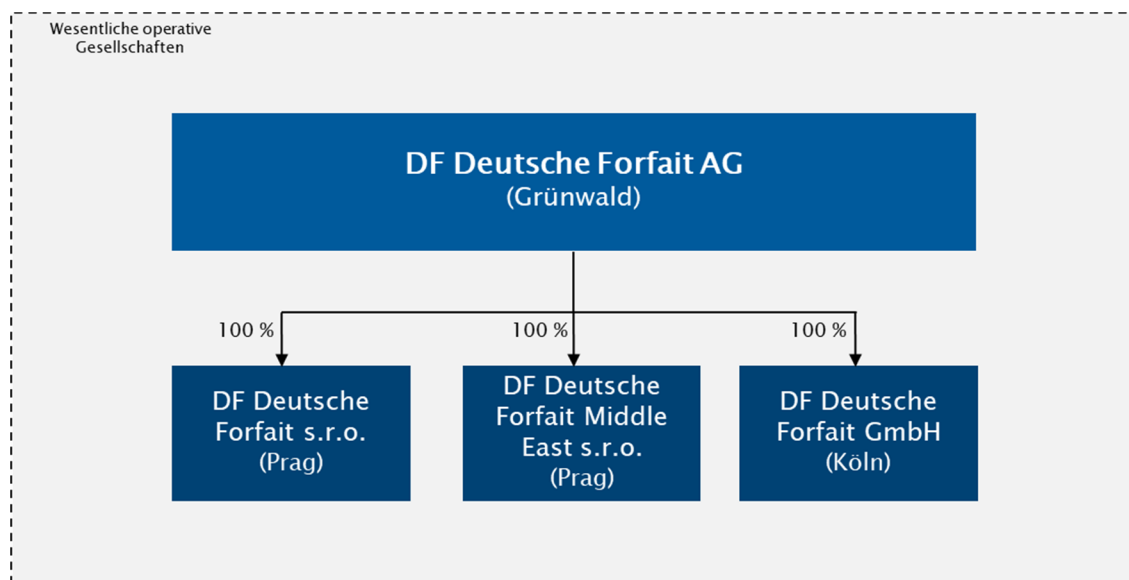 Wesentliche operative
Gesellschaften
DF Deutsche Forfait AG
(Grünwald)
100 %
100 %
100 %
DF Deutsche
Forfait s.r.o.
(Prag)
DF Deutsche
Forfait Middle
East s.r.o.
(Prag)
DF Deutsche
Forfait GmbH
(Köln)